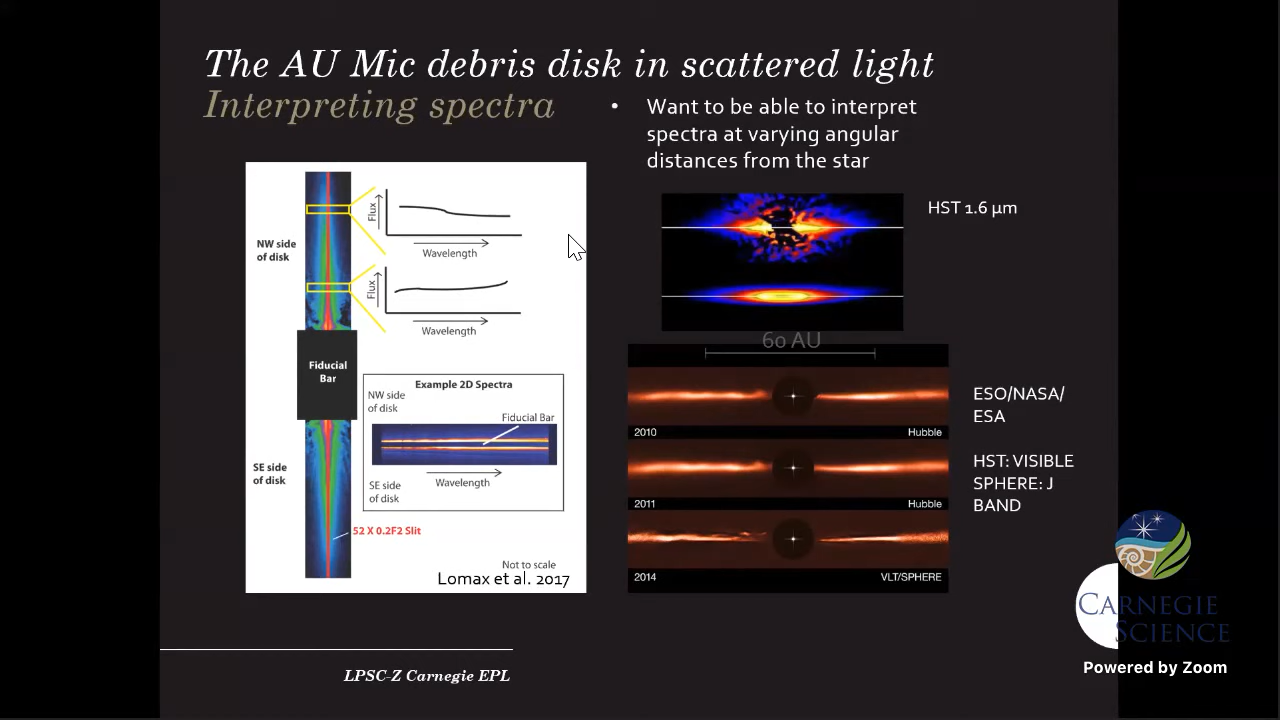 The AU Mic debris disk in scattered light
Interpreting spectra
• Want to be able to interpret
spectra at varying angular
distances from the star
NW side
of disk
Flux
Wavelength
Flux
Wavelength
Fiducial
Bar
Example 2D Spectra
NW side
of disk
Fiducial Bar
Wavelength
SE side
of disk
SE side
of disk
52 X 0.2F2 Slit
Not to scale
Lomax et al. 2017
HST 1.6 µm
60 AU
2010
Hubble
2011
Hubble
2014
VLT/SPHERE
ESO/NASA/
ESA
HST: VISIBLE
SPHERE: J
BAND
LPSC-Z Carnegie EPL
CARNEGIE
SCIENCE
Powered by Zoom